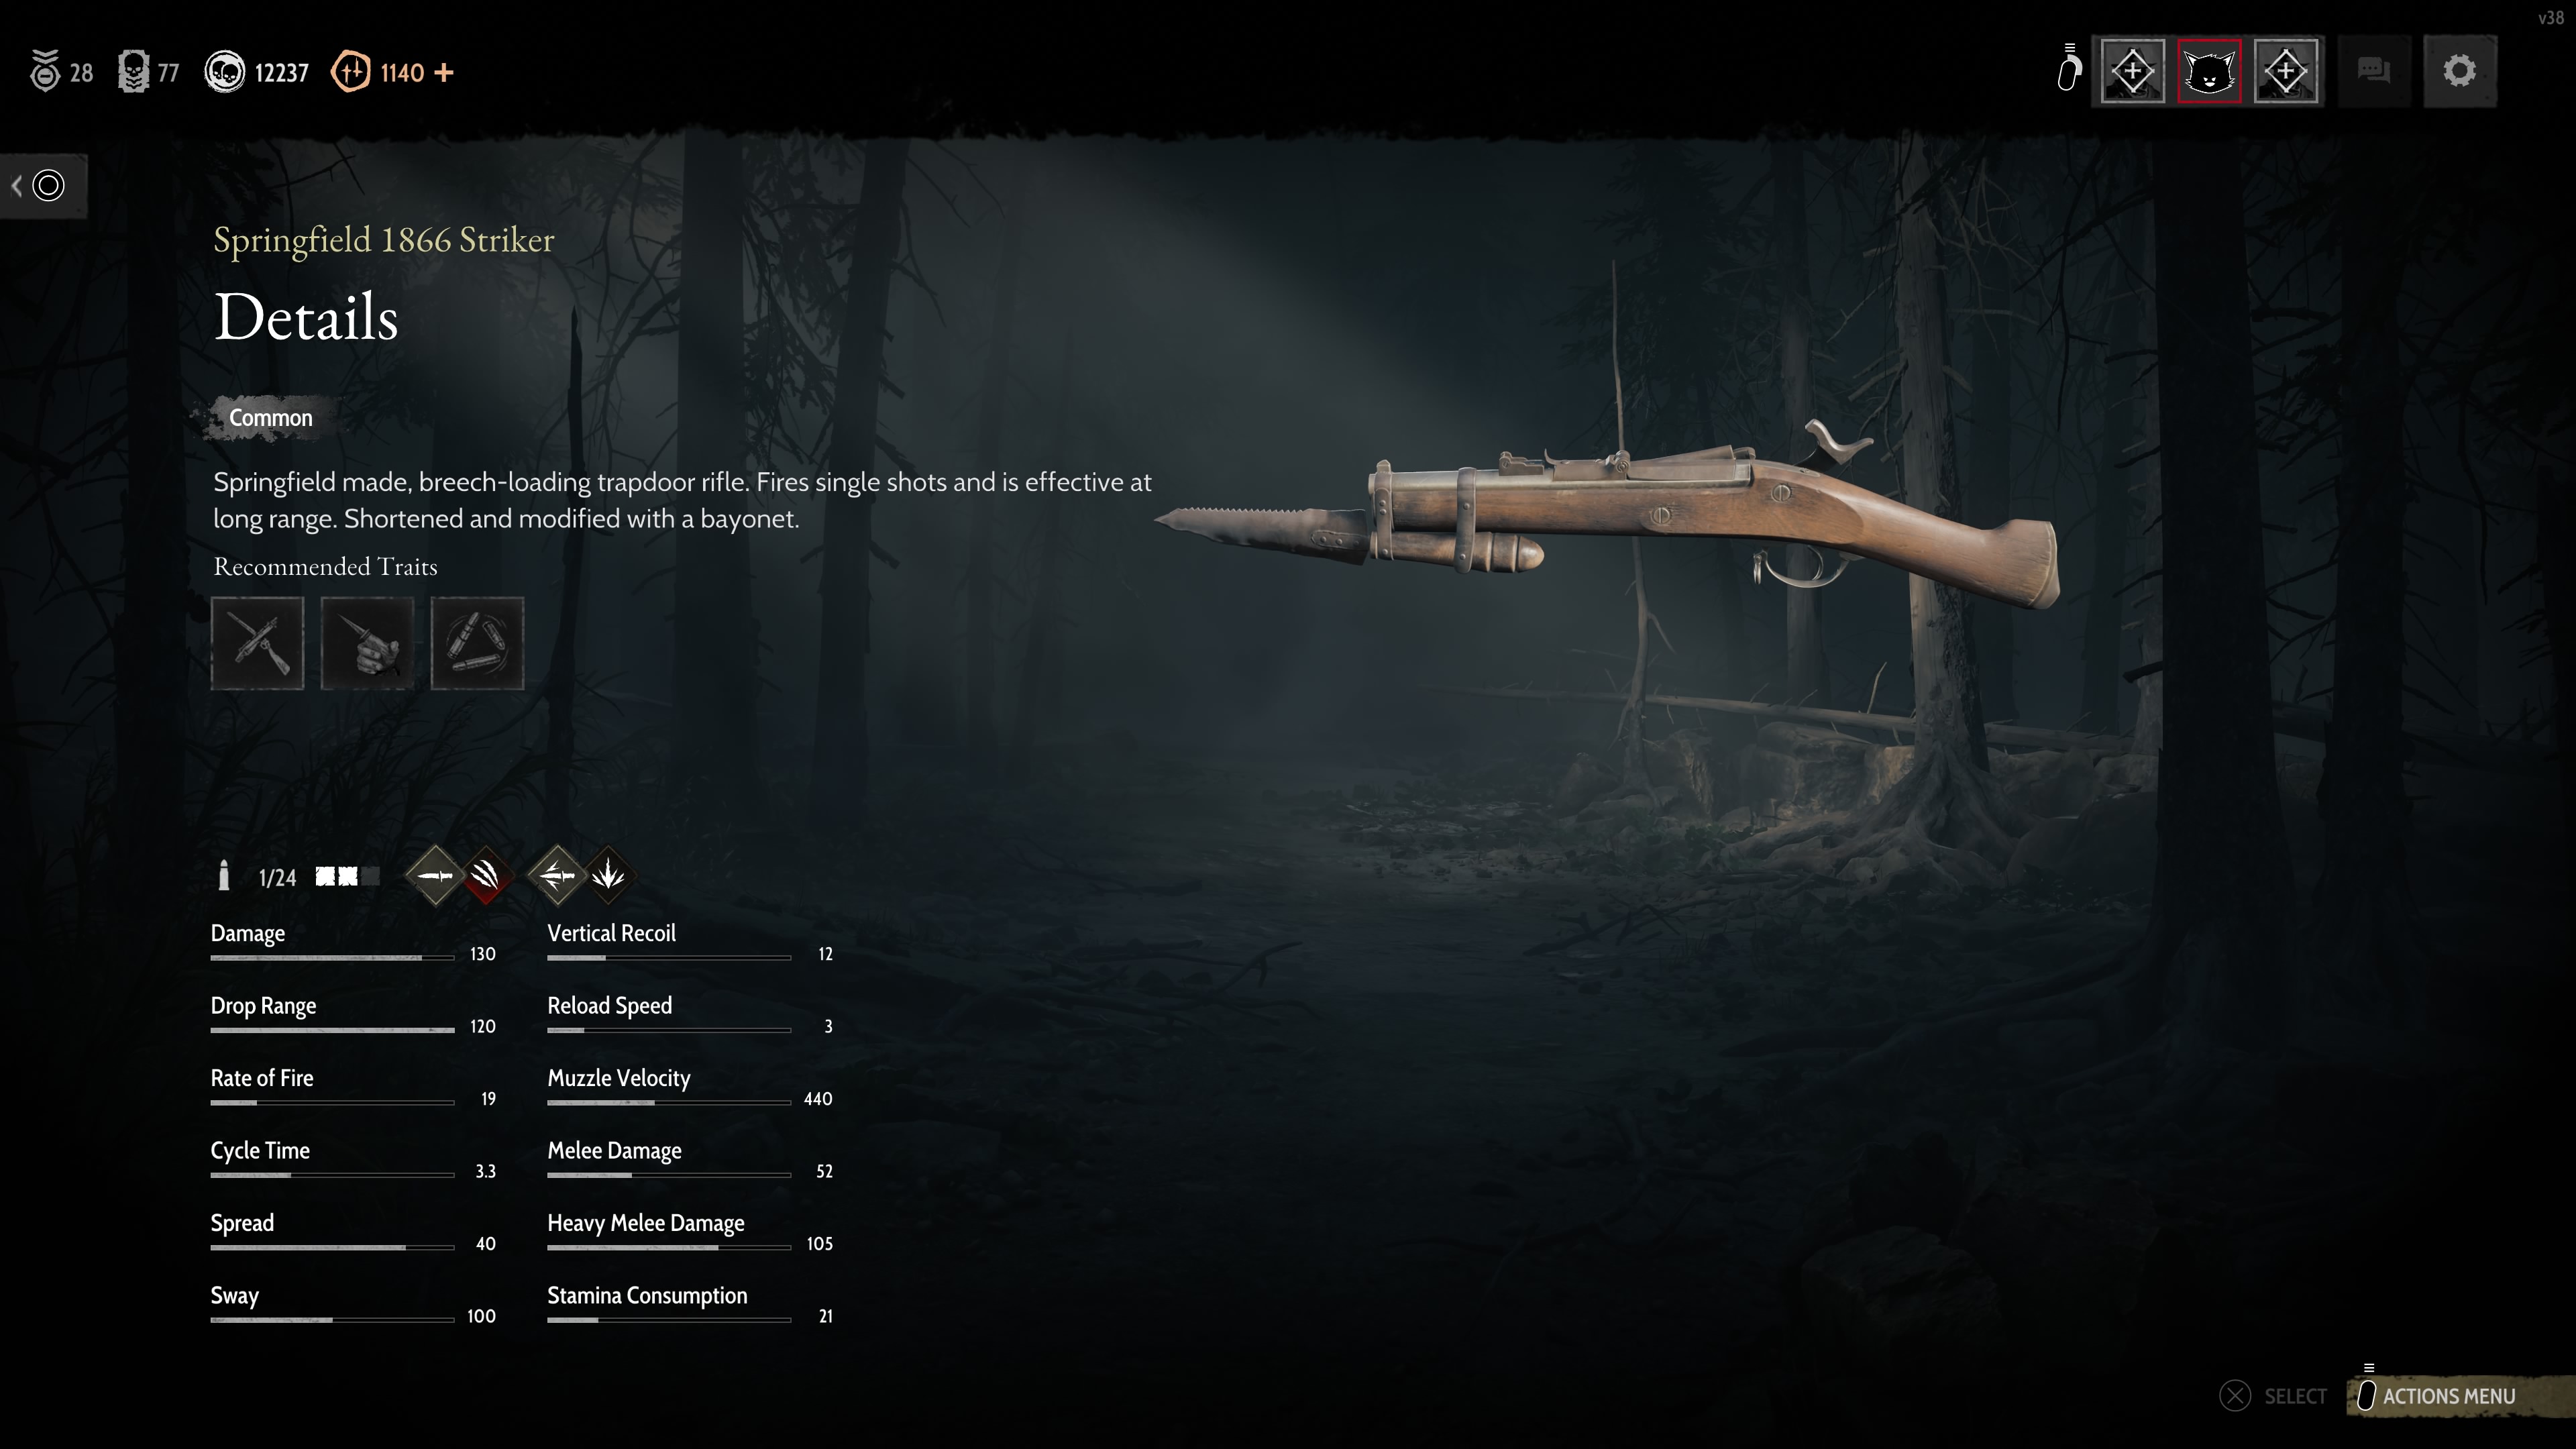 v38
28
77
12237
1140 +
Springfield 1866 Striker
Details
Common
Springfield made, breech-loading trapdoor rifle. Fires single shots and is effective at
long range. Shortened and modified with a bayonet.
Recommended Traits
1/24
Damage 130
Vertical Recoil 12
Drop Range 120
Reload Speed 3
Rate of Fire 19
Muzzle Velocity 440
Cycle Time 3.3
Melee Damage 52
Spread 40
Heavy Melee Damage 105
Sway 100
Stamina Consumption 21
SELECT
ACTIONS MENU